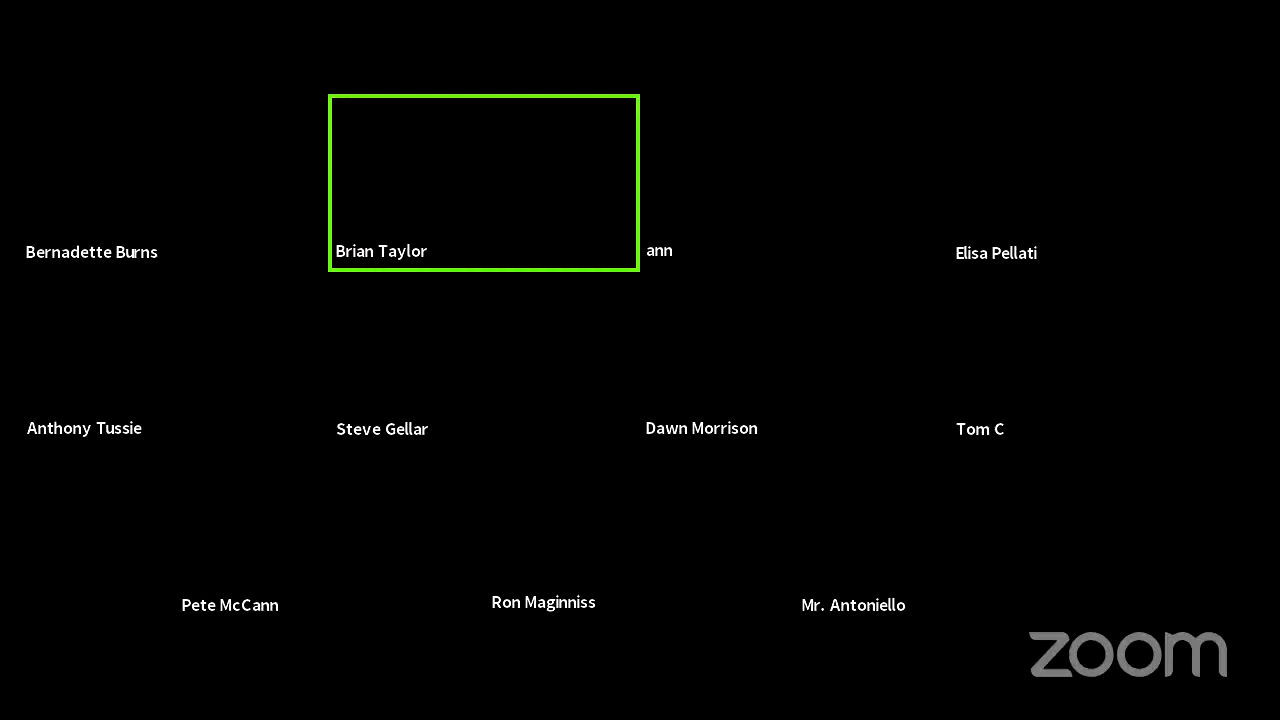 Bernadette Burns
Brian Taylor
ann
Elisa Pellati
Anthony Tussie
Steve Gellar
Dawn Morrison
Tom C
Pete McCann
Ron Maginniss
Mr. Antoniello
zoom